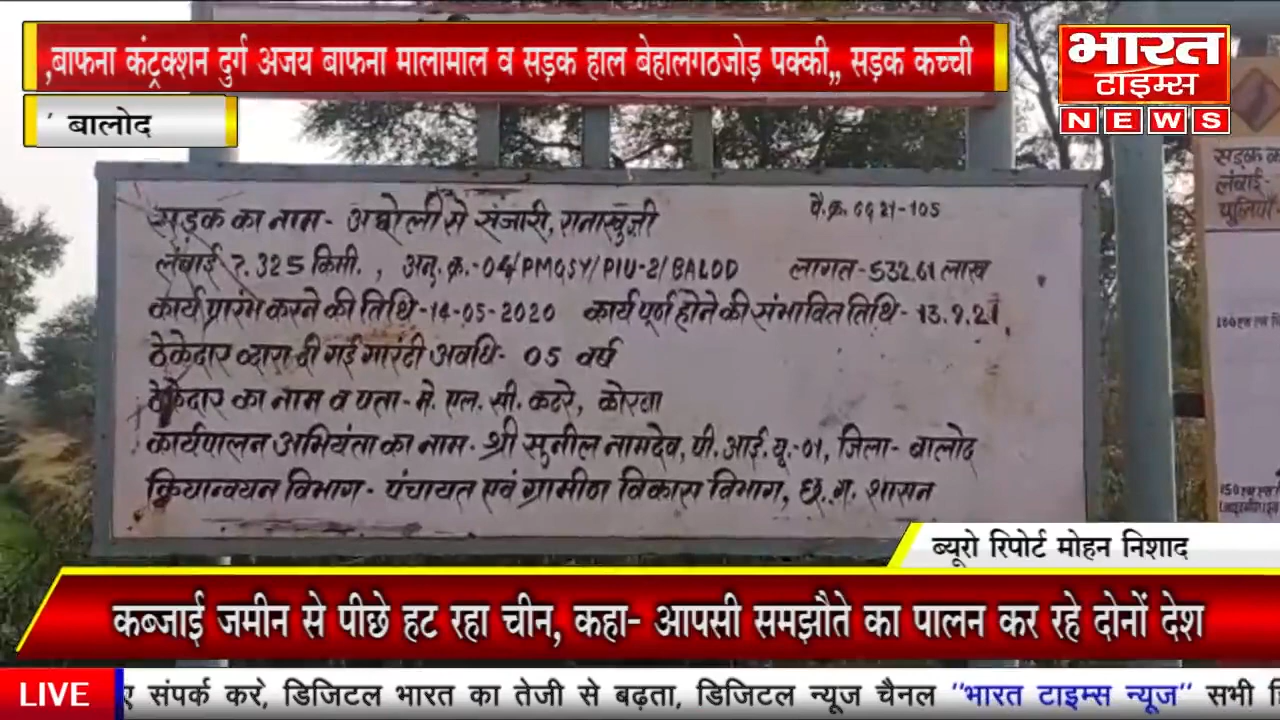 ,बाफना कंट्रक्शन दुर्ग अजय बाफना मालामाल व सड़क हाल बेहालगठजोड़ पक्की,, सड़क कच्ची
भारत
टाइम्स
NEWS
बालोद
सड़क का नाम- अछोली से संजारी, रानाखुज्जी
पै.क्र. CG 21-105
लंबाई 7.325 किमी., अनु.क्र.-04/PMGSY/PIU-2/BALOD लागत-532.61 लाख
कार्य प्रारंभ करने की तिथि-14-05-2020 कार्य पूर्ण होने की संभावित तिथि- 13.9.21
ठेकेदार व्दारा दी गई गारंटी अवधि- 05 वर्ष
ठेकेदार का नाम व पता- मे. एल. सी. कटरे, कोरबा
कार्यपालन अभियंता का नाम- श्री सुनील नामदेव, पी. आई. यू.-01, जिला- बालोद
क्रियान्वयन विभाग- पंचायत एवं ग्रामीण विकास विभाग, छ. ग. शासन
लंबाई-
ब्यूरो रिपोर्ट मोहन निशाद
कब्जाई जमीन से पीछे हट रहा चीन, कहा- आपसी समझौते का पालन कर रहे दोनों देश
LIVE
ए संपर्क करे, डिजिटल भारत का तेजी से बढ़ता, डिजिटल न्यूज चैनल "भारत टाइम्स न्यूज" सभी